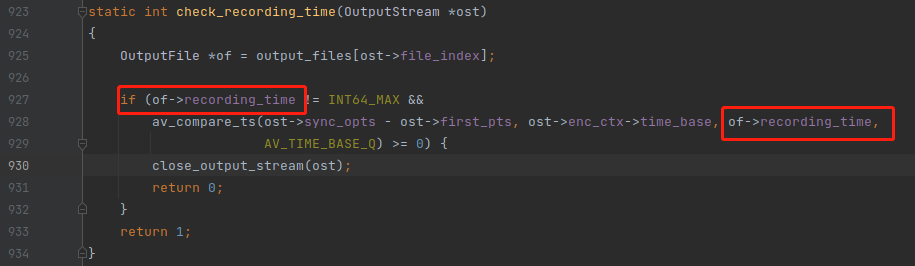 923 static int check_recording_time(OutputStream *ost)
924 {
925 OutputFile *of = output_files[ost->file_index];
926
927 if (of->recording_time != INT64_MAX &&
928 av_compare_ts(ost->sync_opts - ost->first_pts, ost->enc_ctx->time_base, of->recording_time,
929 AV_TIME_BASE_Q) >= 0) {
930 close_output_stream(ost);
931 return 0;
932 }
933 return 1;
934 }